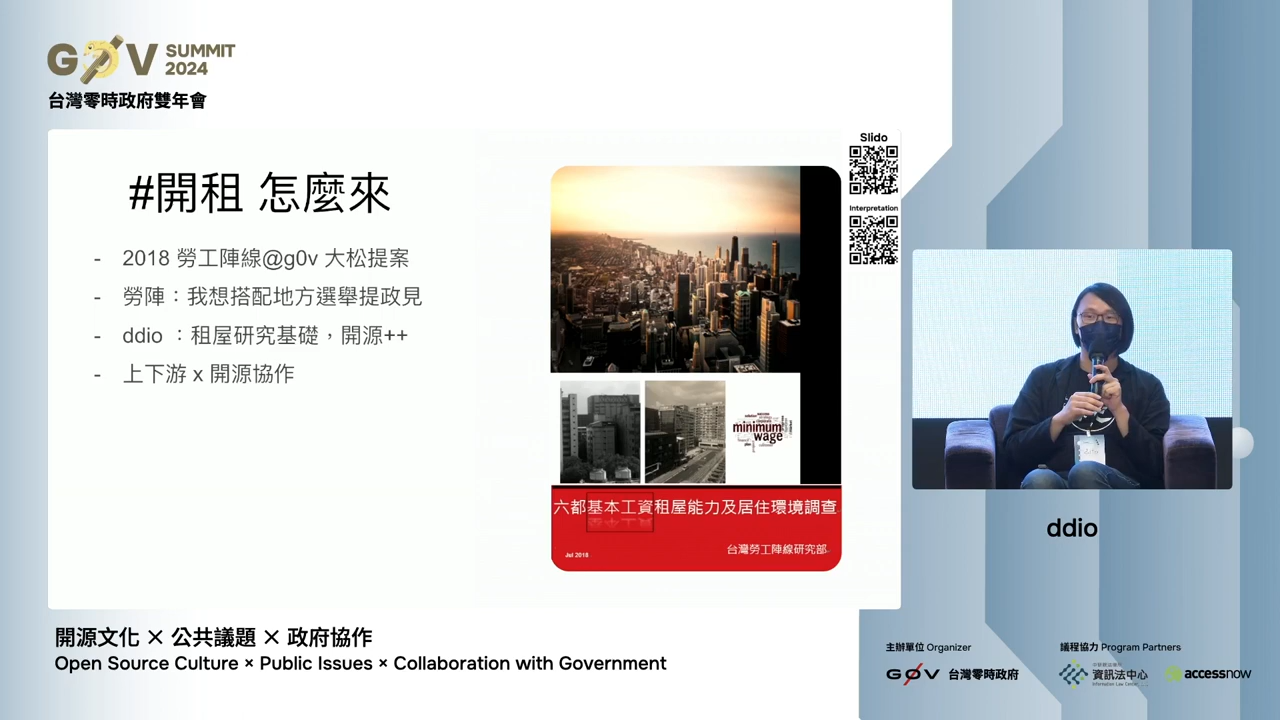 G0V SUMMIT 2024
台灣零時政府雙年會
#開租 怎麼來
- 2018 勞工陣線@g0v 大松提案
- 勞陣：我想搭配地方選舉提政見
- ddio ：租屋研究基礎，開源++
- 上下游 x 開源協作
minimum
wage
六都基本工資租屋能力及居住環境調查
台灣勞工陣線研究部
Jul 2018
Slido
Interpretation
ddio
開源文化 × 公共議題 × 政府協作
Open Source Culture × Public Issues × Collaboration with Government
主辦單位 Organizer
G0V 台灣零時政府
議程協力 Program Partners
資訊法中心
Information Law Center
accessnow